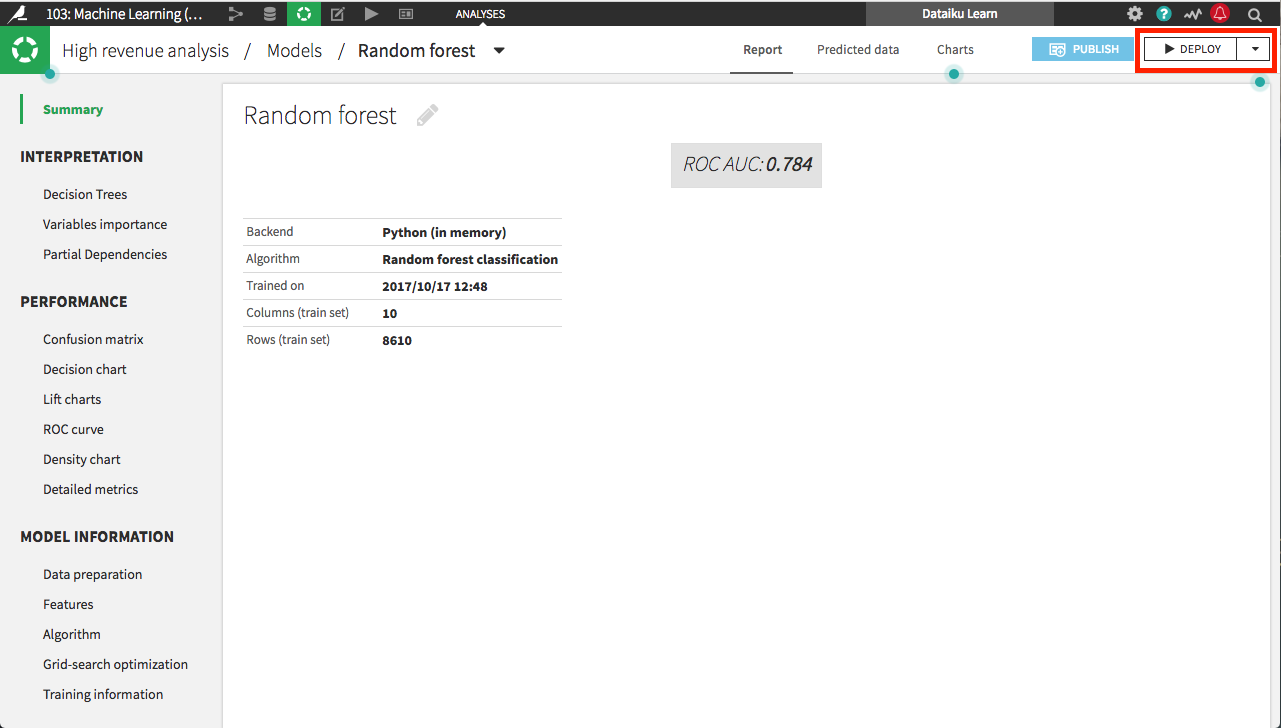 103: Machine Learning (... ANALYSES Dataiku Learn
High revenue analysis / Models / Random forest Report Predicted data Charts PUBLISH DEPLOY
Summary
INTERPRETATION
Decision Trees
Variables importance
Partial Dependencies
PERFORMANCE
Confusion matrix
Decision chart
Lift charts
ROC curve
Density chart
Detailed metrics
MODEL INFORMATION
Data preparation
Features
Algorithm
Grid-search optimization
Training information
Random forest
ROC AUC: 0.784
Backend Python (in memory)
Algorithm Random forest classification
Trained on 2017/10/17 12:48
Columns (train set) 10
Rows (train set) 8610